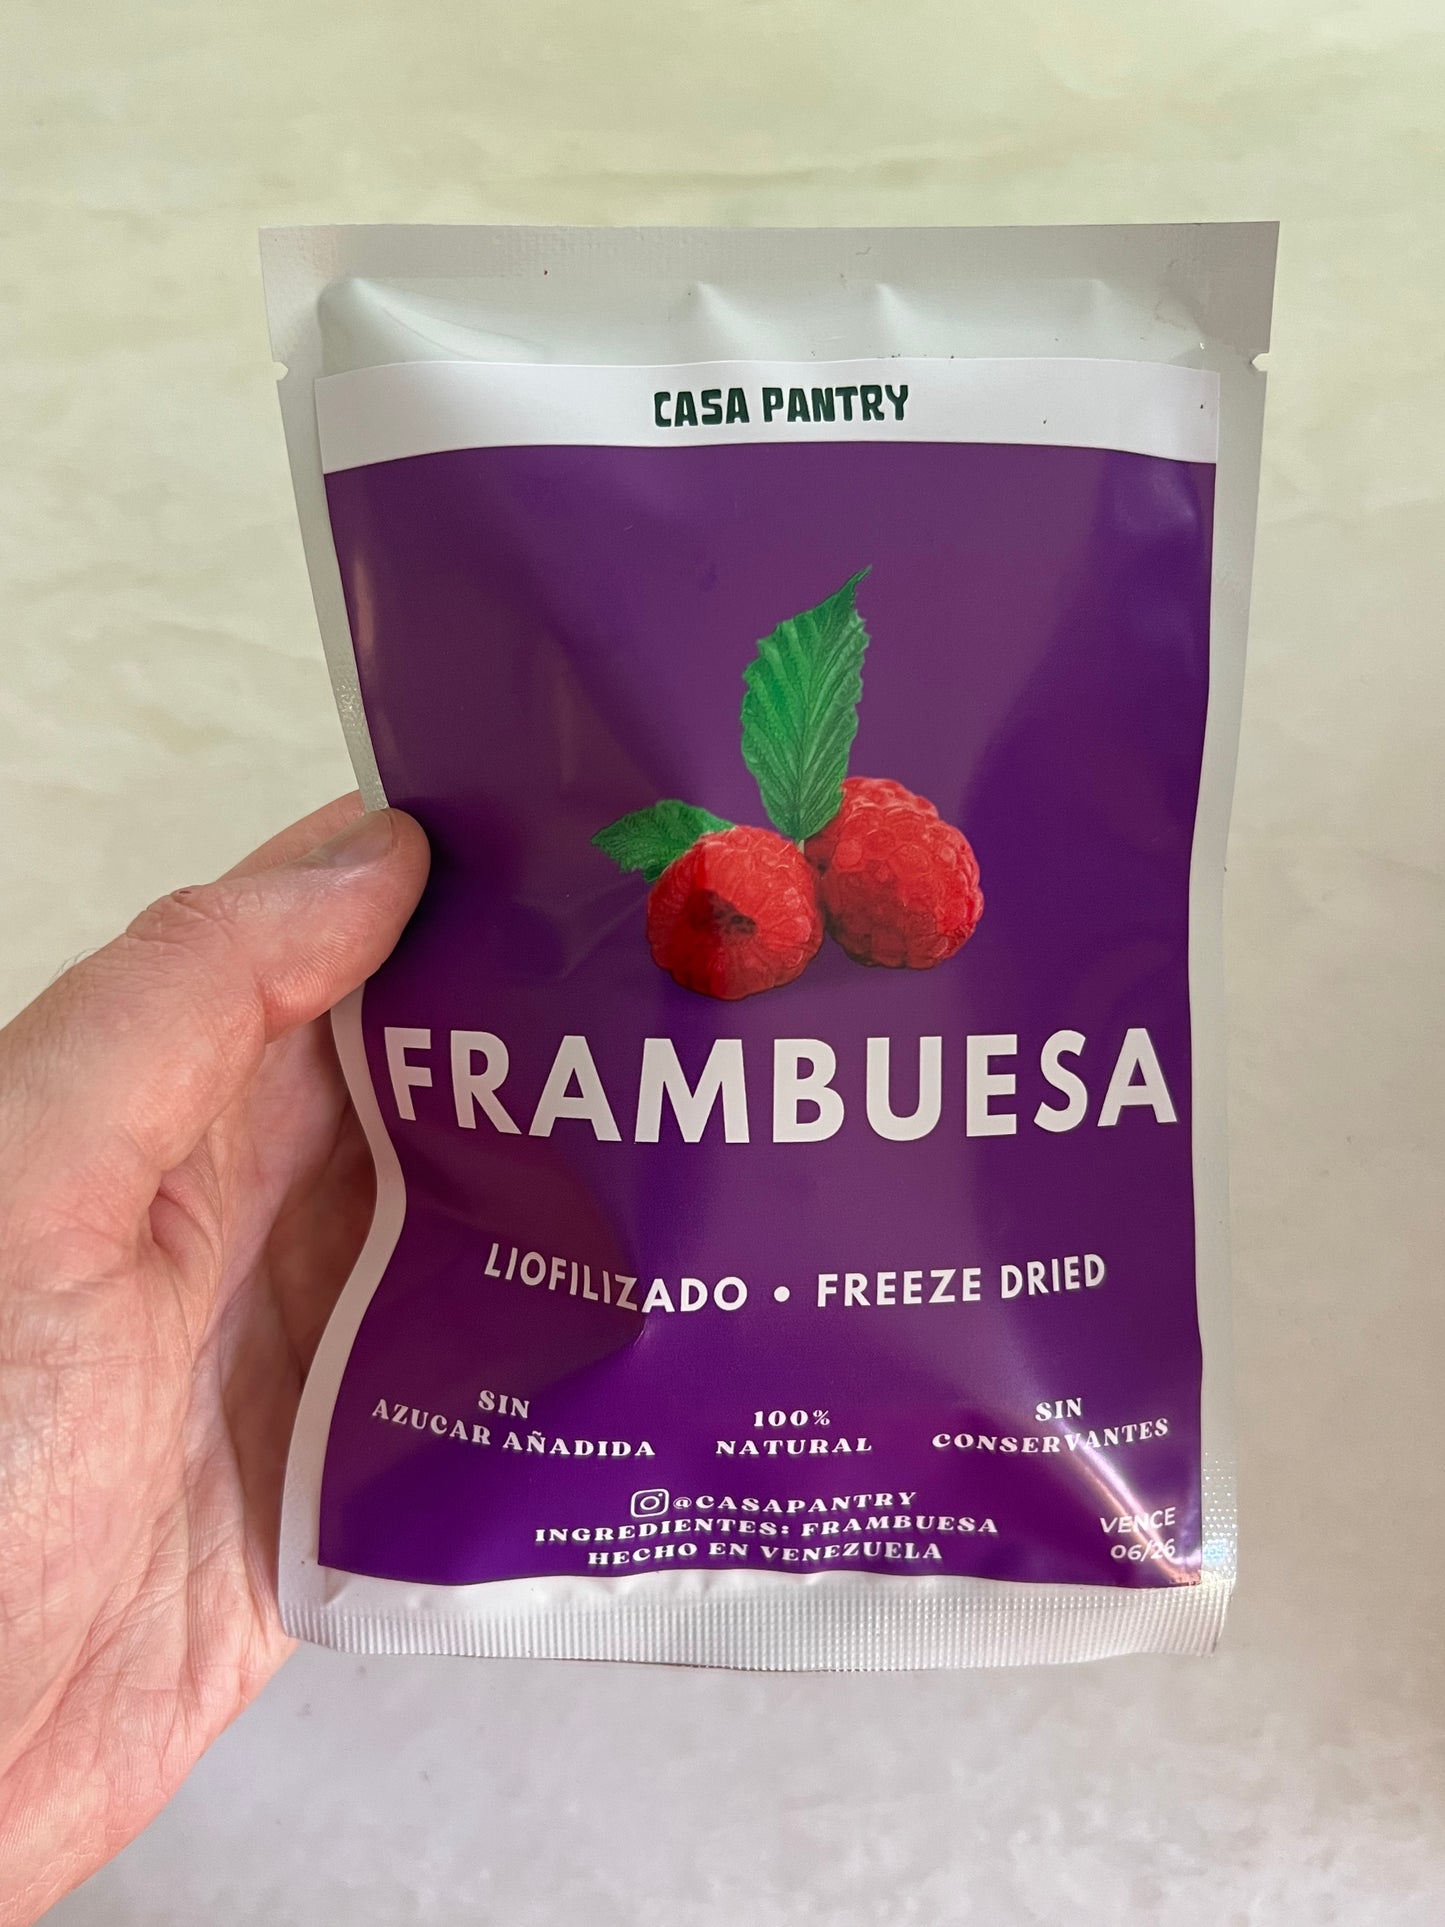 CASA PANTRY
FRAMBUESA
LIOFILIZADO • FREEZE DRIED
SIN
AZUCAR AÑADIDA
100%
NATURAL
SIN
CONSERVANTES
@CASAPANTRY
INGREDIENTES: FRAMBUESA
HECHO EN VENEZUELA
VENCE
06/26